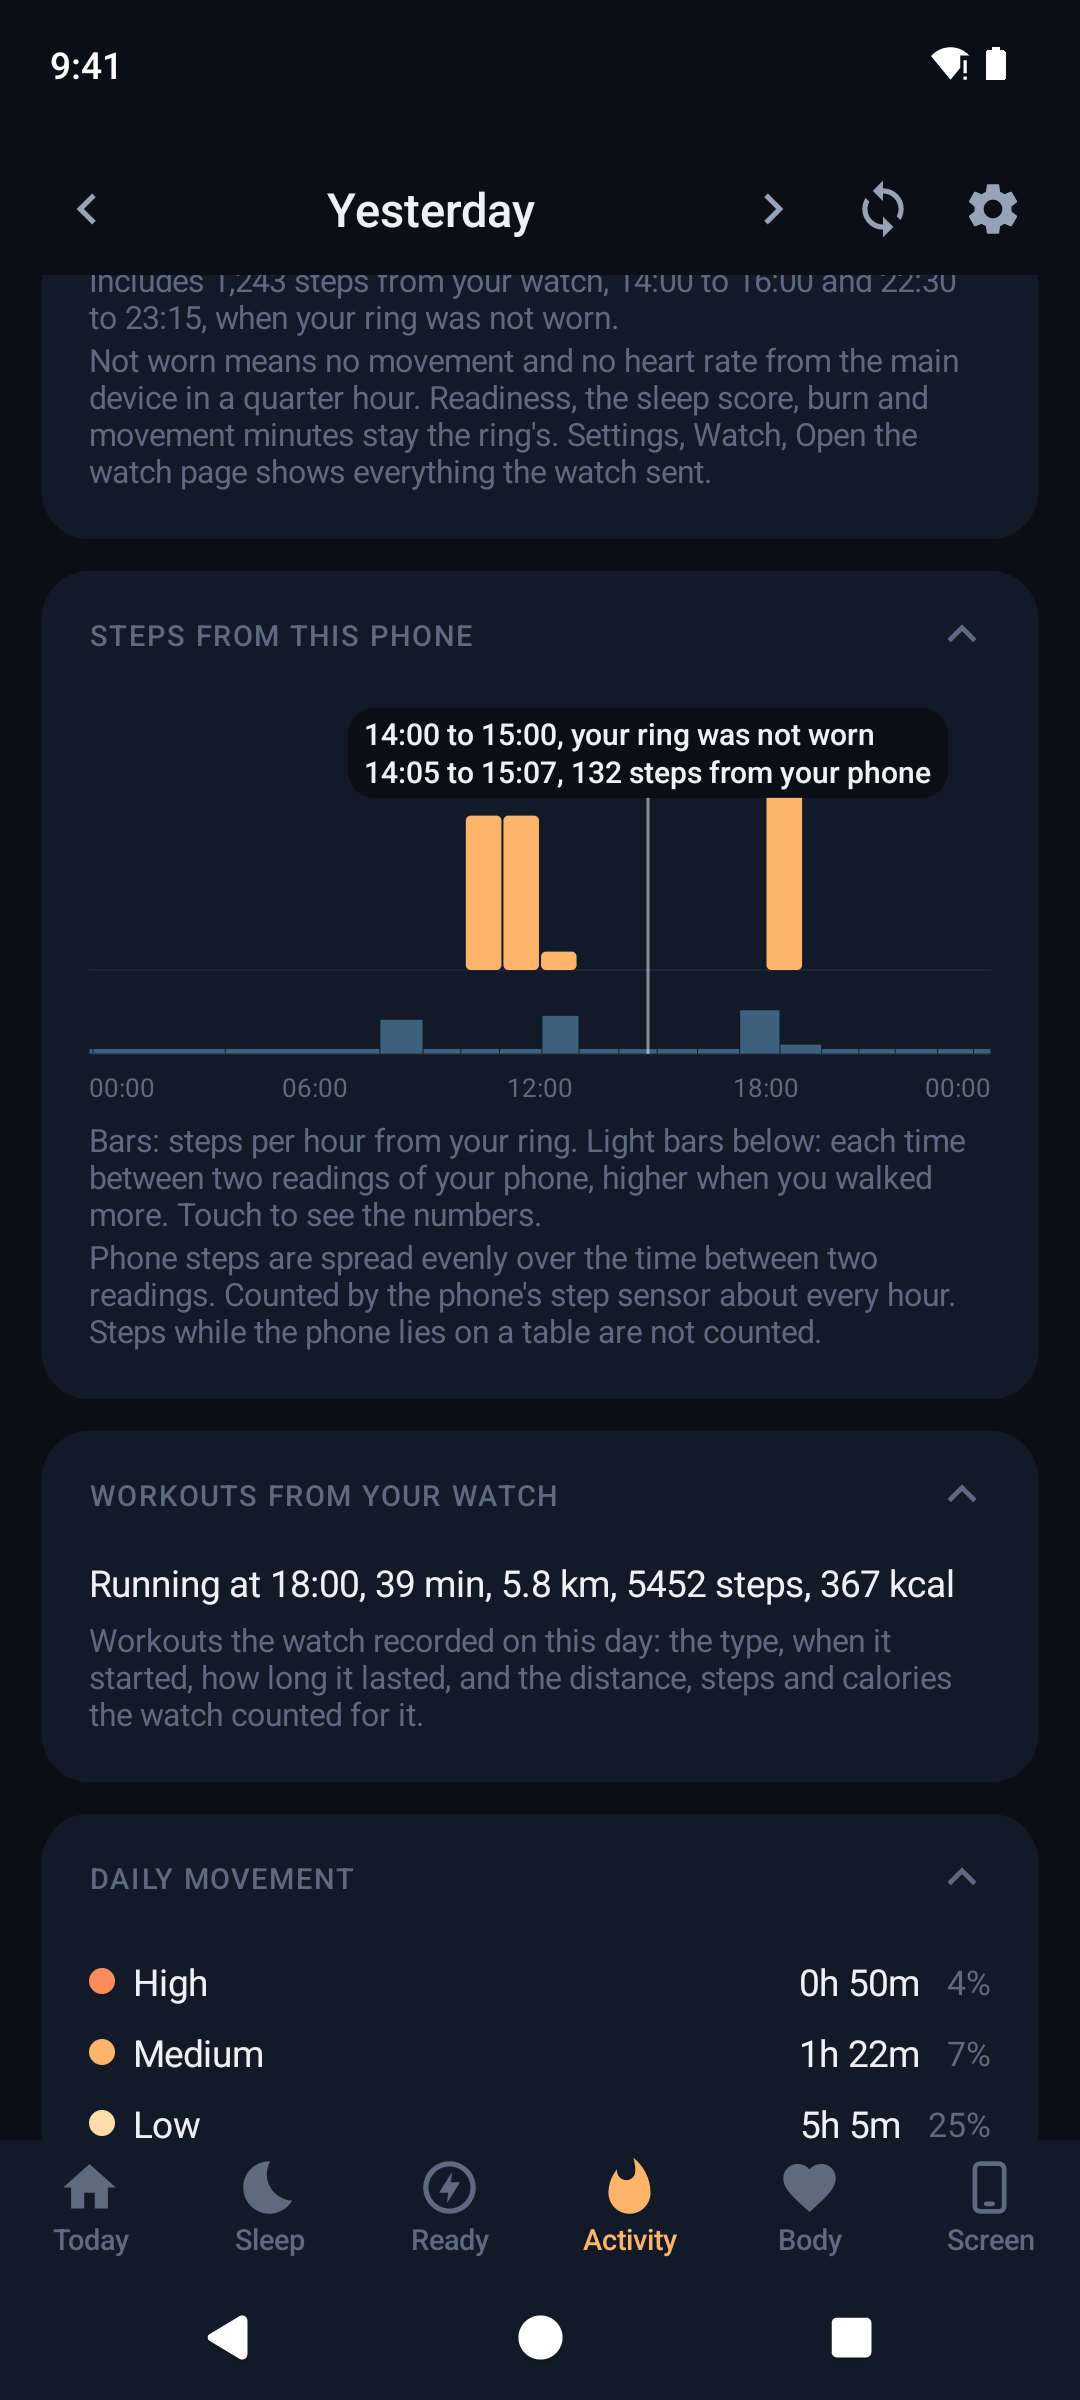 9:41
Yesterday
Includes 1,243 steps from your watch, 14:00 to 16:00 and 22:30
to 23:15, when your ring was not worn.
Not worn means no movement and no heart rate from the main
device in a quarter hour. Readiness, the sleep score, burn and
movement minutes stay the ring's. Settings, Watch, Open the
watch page shows everything the watch sent.
STEPS FROM THIS PHONE
14:00 to 15:00, your ring was not worn
14:05 to 15:07, 132 steps from your phone
00:00 06:00 12:00 18:00 00:00
Bars: steps per hour from your ring. Light bars below: each time
between two readings of your phone, higher when you walked
more. Touch to see the numbers.
Phone steps are spread evenly over the time between two
readings. Counted by the phone's step sensor about every hour.
Steps while the phone lies on a table are not counted.
WORKOUTS FROM YOUR WATCH
Running at 18:00, 39 min, 5.8 km, 5452 steps, 367 kcal
Workouts the watch recorded on this day: the type, when it
started, how long it lasted, and the distance, steps and calories
the watch counted for it.
DAILY MOVEMENT
High 0h 50m 4%
Medium 1h 22m 7%
Low 5h 5m 25%
Today Sleep Ready Activity Body Screen